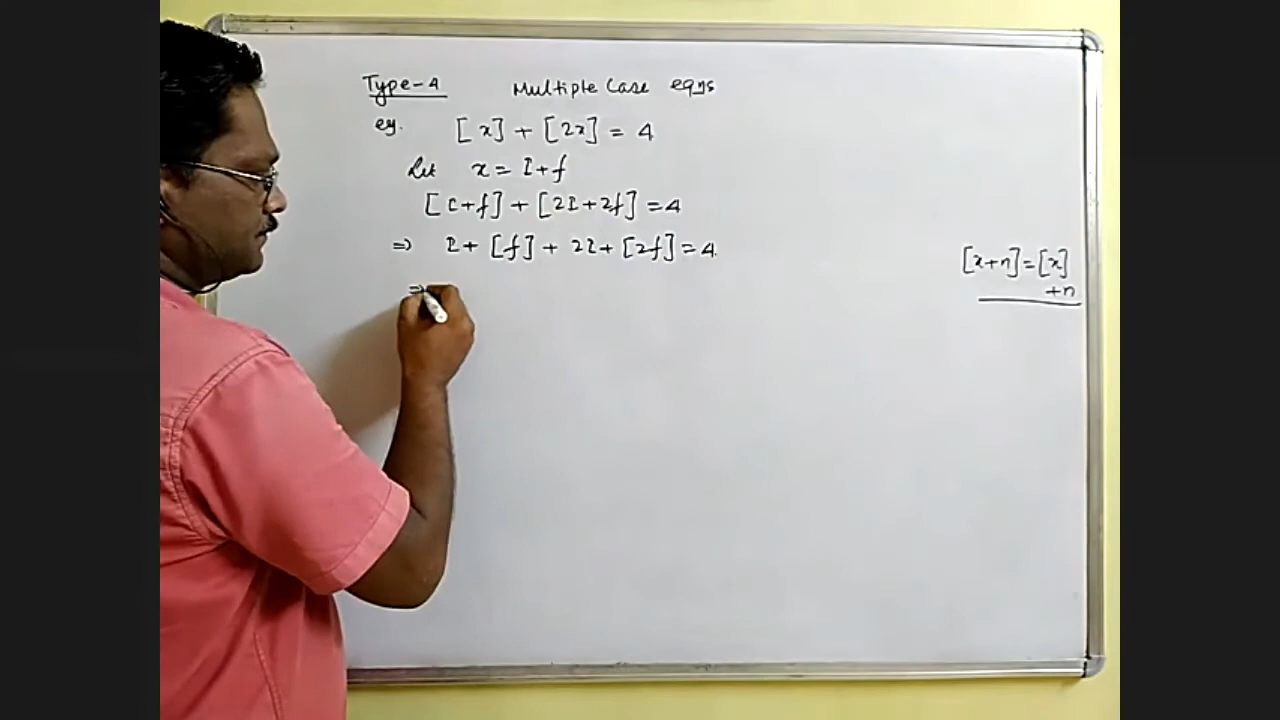 Type-4 Multiple Case eqns
eg. [x] + [2x] = 4
Let x = I+f
[I+f] + [2I+2f] = 4
⇒ I + [f] + 2I + [2f] = 4.
[x+n] = [x]
+n
⇒